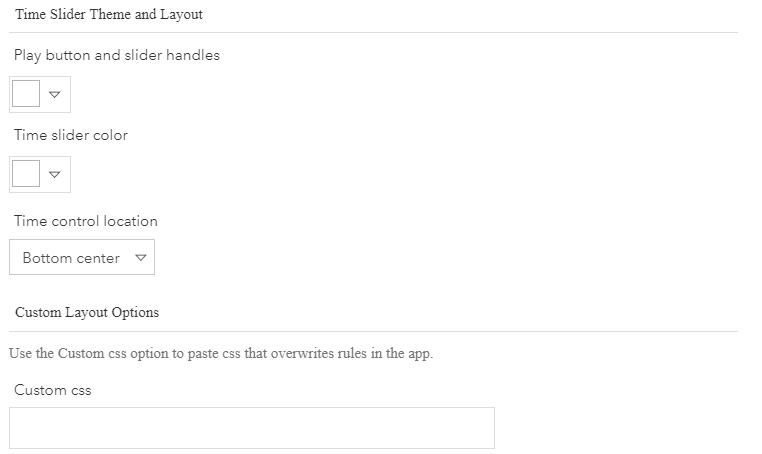 Time Slider Theme and Layout
Play button and slider handles
Time slider color
Time control location
Bottom center
Custom Layout Options
Use the Custom css option to paste css that overwrites rules in the app.
Custom css